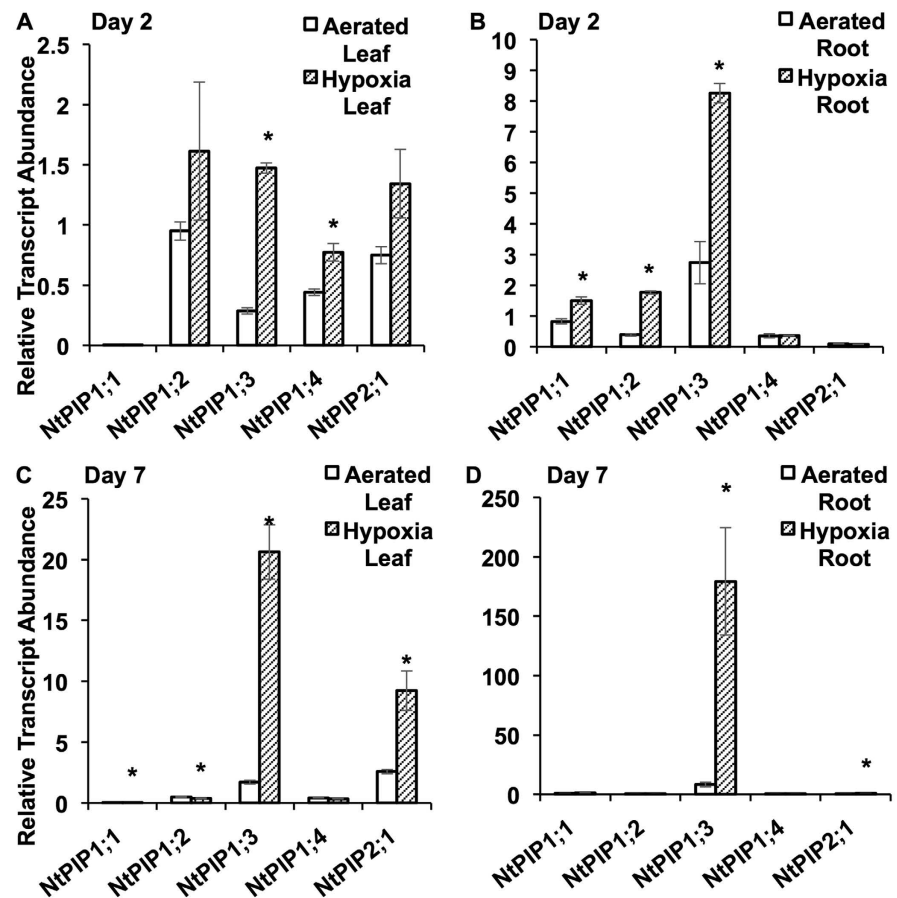 A Day 2
Aerated
Leaf
Hypoxia
Leaf
Relative Transcript Abundance
2.5
2
1.5
1
0.5
0
*
*
NtPIP1;1
NtPIP1;2
NtPIP1;3
NtPIP1;4
NtPIP2;1
B Day 2
Aerated
Root
Hypoxia
Root
10
9
8
7
6
5
4
3
2
1
0
*
*
*
NtPIP1;1
NtPIP1;2
NtPIP1;3
NtPIP1;4
NtPIP2;1
C Day 7
Aerated
Leaf
Hypoxia
Leaf
Relative Transcript Abundance
25
20
15
10
5
0
*
*
*
*
NtPIP1;1
NtPIP1;2
NtPIP1;3
NtPIP1;4
NtPIP2;1
D Day 7
Aerated
Root
Hypoxia
Root
250
200
150
100
50
0
*
*
NtPIP1;1
NtPIP1;2
NtPIP1;3
NtPIP1;4
NtPIP2;1